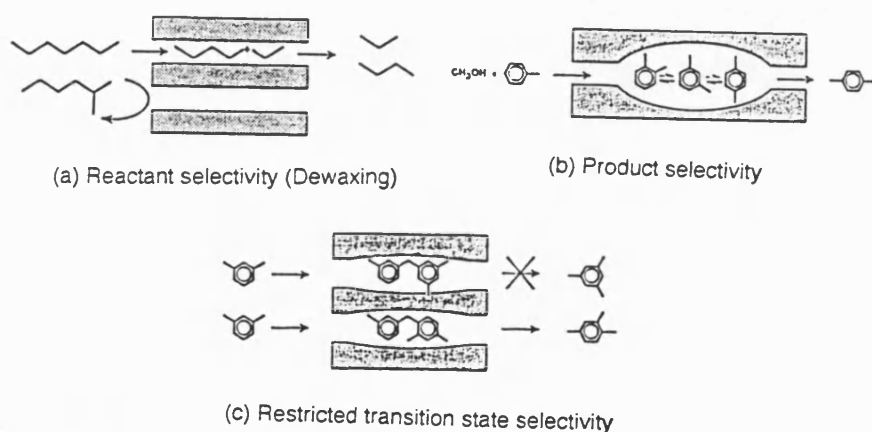 CH₃OH +
(a) Reactant selectivity (Dewaxing)
(b) Product selectivity
(c) Restricted transition state selectivity